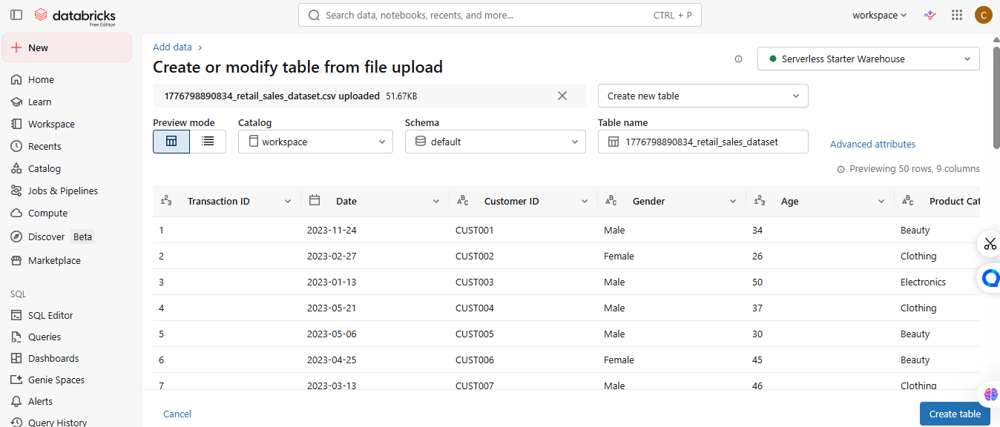 databricks
Free Edition
Search data, notebooks, recents, and more...
CTRL + P
workspace
C
New
Home
Learn
Workspace
Recents
Catalog
Jobs & Pipelines
Compute
Discover Beta
Marketplace
SQL
SQL Editor
Queries
Dashboards
Genie Spaces
Alerts
Query History
Add data ›
Create or modify table from file upload
Serverless Starter Warehouse
1776798890834_retail_sales_dataset.csv uploaded 51.67KB
Create new table
Preview mode Catalog Schema Table name
workspace default 1776798890834_retail_sales_dataset Advanced attributes
Previewing 50 rows, 9 columns
Transaction ID Date Customer ID Gender Age Product Cat
1 2023-11-24 CUST001 Male 34 Beauty
2 2023-02-27 CUST002 Female 26 Clothing
3 2023-01-13 CUST003 Male 50 Electronics
4 2023-05-21 CUST004 Male 37 Clothing
5 2023-05-06 CUST005 Male 30 Beauty
6 2023-04-25 CUST006 Female 45 Beauty
7 2023-03-13 CUST007 Male 46 Clothing
Cancel Create table